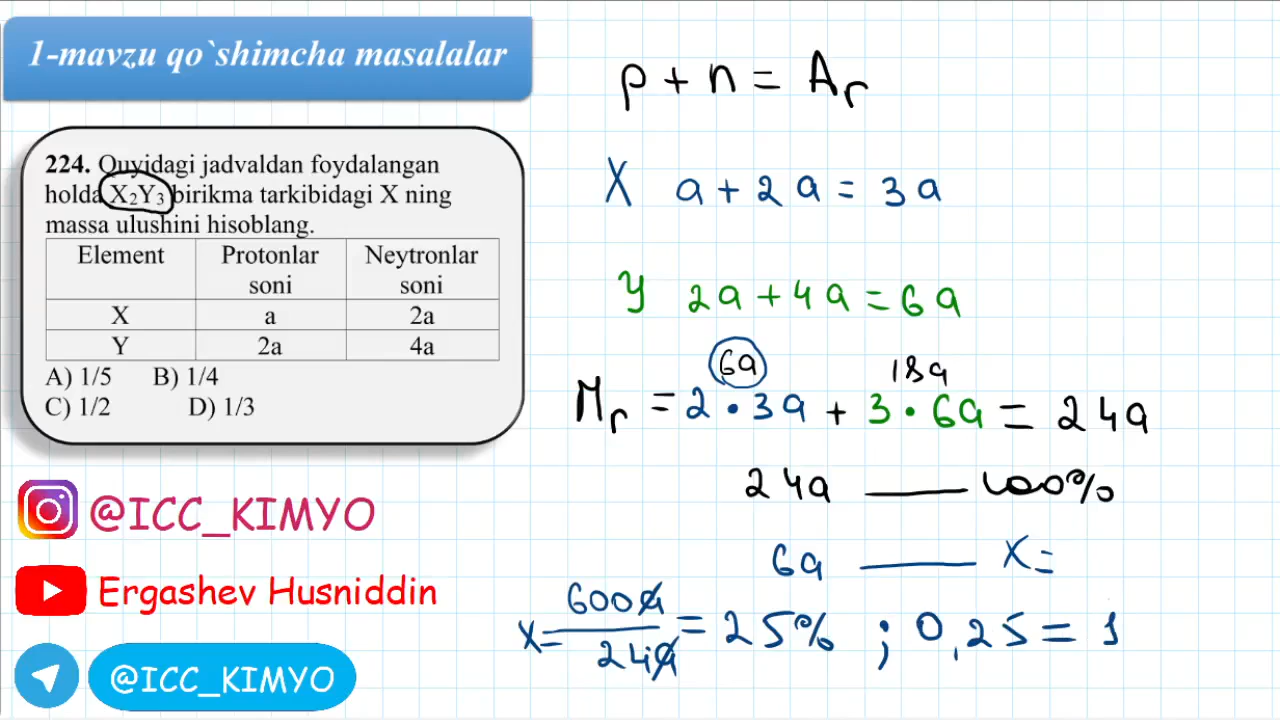 1-mavzu qo`shimcha masalalar
224. Quyidagi jadvaldan foydalangan
holda X₂Y₃ birikma tarkibidagi X ning
massa ulushini hisoblang.
Element Protonlar soni Neytronlar soni
X a 2a
Y 2a 4a
A) 1/5 B) 1/4
C) 1/2 D) 1/3
@ICC_KIMYO
Ergashev Husniddin
@ICC_KIMYO
p + n = Ar
X a + 2a = 3a
Y 2a + 4a = 6a
6a 18a
Mr = 2 · 3a + 3 · 6a = 24a
24a — 100%
6a — X =
X = 600a / 24a = 25% ; 0,25 = 1